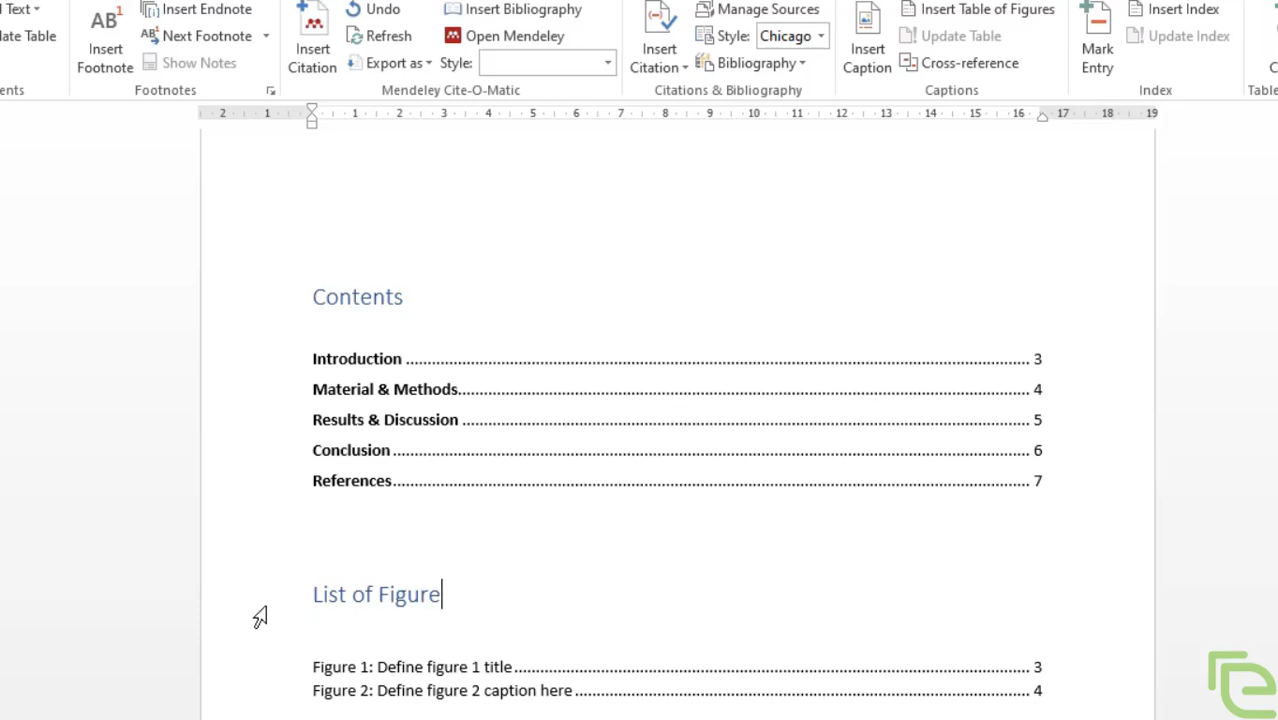 Text
AB1
Insert Endnote
Undo
Insert Bibliography
Manage Sources
Insert Table of Figures
Insert Index
ate Table
AB1 Next Footnote
Refresh
Open Mendeley
Style: Chicago
Update Table
Update Index
Insert Footnote
Show Notes
Insert Citation
Export as
Style:
Insert Citation
Bibliography
Insert Caption
Cross-reference
Mark Entry
ents
Footnotes
Mendeley Cite-O-Matic
Citations & Bibliography
Captions
Index
Table
2 1 1 2 3 4 5 6 7 8 9 10 11 12 13 14 15 16 17 18 19
Contents
Introduction ........ 3
Material & Methods........ 4
Results & Discussion ........ 5
Conclusion ........ 6
References........ 7
List of Figure
Figure 1: Define figure 1 title ........ 3
Figure 2: Define figure 2 caption here ........ 4